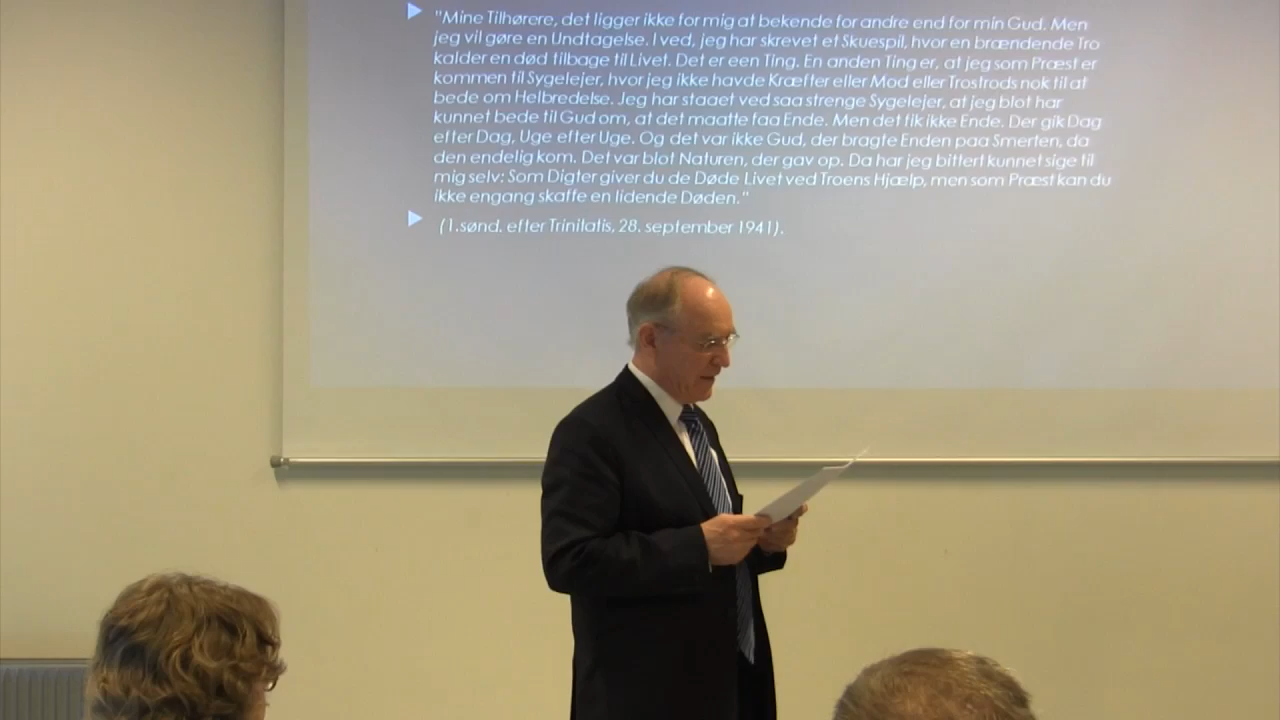 "Mine Tilhørere, det ligger ikke for mig at bekende for andre end for min Gud. Men
jeg vil gøre en Undtagelse. I ved, jeg har skrevet et Skuespil, hvor en brændende Tro
kalder en død tilbage til Livet. Det er een Ting. En anden Ting er, at jeg som Præst er
kommen til Sygelejer, hvor jeg ikke havde Kræfter eller Mod eller Trostrods nok til at
bede om Helbredelse. Jeg har staaet ved saa strenge Sygelejer, at jeg blot har
kunnet bede til Gud om, at det maatte faa Ende. Men det fik ikke Ende. Der gik Dag
efter Dag, Uge efter Uge. Og det var ikke Gud, der bragte Enden paa Smerten, da
den endelig kom. Det var blot Naturen, der gav op. Da har jeg bittert kunnet sige til
mig selv: Som Digter giver du de Døde Livet ved Troens Hjælp, men som Præst kan du
ikke engang skaffe en lidende Døden."
(1.sønd. efter Trinitatis, 28. september 1941).